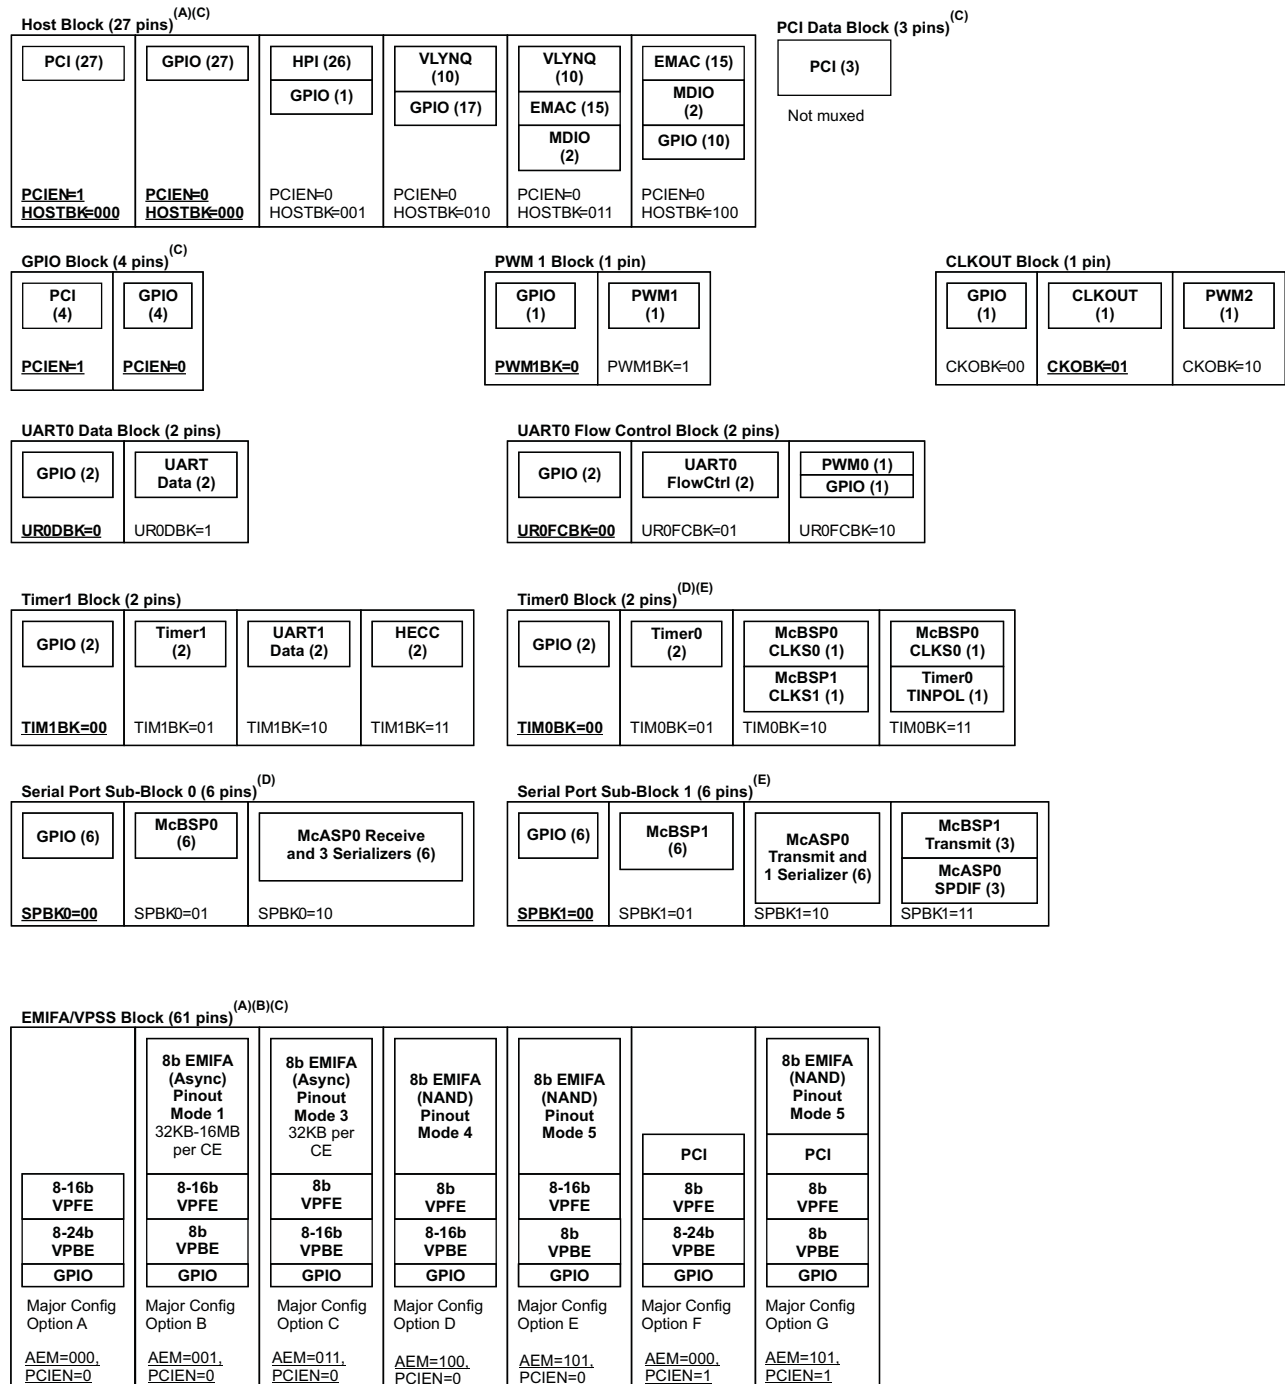 Host Block (27 pins)(A)(C)
PCI (27)
PCIEN=1
HOSTBK=000
GPIO (27)
PCIEN=0
HOSTBK=000
HPI (26)
GPIO (1)
PCIEN=0
HOSTBK=001
VLYNQ
(10)
GPIO (17)
PCIEN=0
HOSTBK=010
VLYNQ
(10)
EMAC (15)
MDIO
(2)
PCIEN=0
HOSTBK=011
EMAC (15)
MDIO
(2)
GPIO (10)
PCIEN=0
HOSTBK=100
PCI Data Block (3 pins)(C)
PCI (3)
Not muxed
GPIO Block (4 pins)(C)
PCI
(4)
PCIEN=1
GPIO
(4)
PCIEN=0
PWM 1 Block (1 pin)
GPIO
(1)
PWM1BK=0
PWM1
(1)
PWM1BK=1
CLKOUT Block (1 pin)
GPIO
(1)
CKOBK=00
CLKOUT
(1)
CKOBK=01
PWM2
(1)
CKOBK=10
UART0 Data Block (2 pins)
GPIO (2)
UR0DBK=0
UART
Data (2)
UR0DBK=1
UART0 Flow Control Block (2 pins)
GPIO (2)
UR0FCBK=00
UART0
FlowCtrl (2)
UR0FCBK=01
PWM0 (1)
GPIO (1)
UR0FCBK=10
Timer1 Block (2 pins)
GPIO (2)
TIM1BK=00
Timer1
(2)
TIM1BK=01
UART1
Data (2)
TIM1BK=10
HECC
(2)
TIM1BK=11
Timer0 Block (2 pins)(D)(E)
GPIO (2)
TIM0BK=00
Timer0
(2)
TIM0BK=01
McBSP0
CLKS0 (1)
McBSP1
CLKS1 (1)
TIM0BK=10
McBSP0
CLKS0 (1)
Timer0
TINPOL (1)
TIM0BK=11
Serial Port Sub-Block 0 (6 pins)(D)
GPIO (6)
SPBK0=00
McBSP0
(6)
SPBK0=01
McASP0 Receive
and 3 Serializers (6)
SPBK0=10
Serial Port Sub-Block 1 (6 pins)(E)
GPIO (6)
SPBK1=00
McBSP1
(6)
SPBK1=01
McASP0
Transmit and
1 Serializer (6)
SPBK1=10
McBSP1
Transmit (3)
McASP0
SPDIF (3)
SPBK1=11
EMIFA/VPSS Block (61 pins)(A)(B)(C)
8-16b
VPFE
8-24b
VPBE
GPIO
Major Config
Option A
AEM=000,
PCIEN=0
8b EMIFA
(Async)
Pinout
Mode 1
32KB-16MB
per CE
8-16b
VPFE
8b
VPBE
GPIO
Major Config
Option B
AEM=001,
PCIEN=0
8b EMIFA
(Async)
Pinout
Mode 3
32KB per
CE
8b
VPFE
8-16b
VPBE
GPIO
Major Config
Option C
AEM=011,
PCIEN=0
8b EMIFA
(NAND)
Pinout
Mode 4
8b
VPFE
8-16b
VPBE
GPIO
Major Config
Option D
AEM=100,
PCIEN=0
8b EMIFA
(NAND)
Pinout
Mode 5
8-16b
VPFE
8b
VPBE
GPIO
Major Config
Option E
AEM=101,
PCIEN=0
PCI
8b
VPFE
8-24b
VPBE
GPIO
Major Config
Option F
AEM=000,
PCIEN=1
8b EMIFA
(NAND)
Pinout
Mode 5
PCI
8b
VPFE
8b
VPBE
GPIO
Major Config
Option G
AEM=101,
PCIEN=1